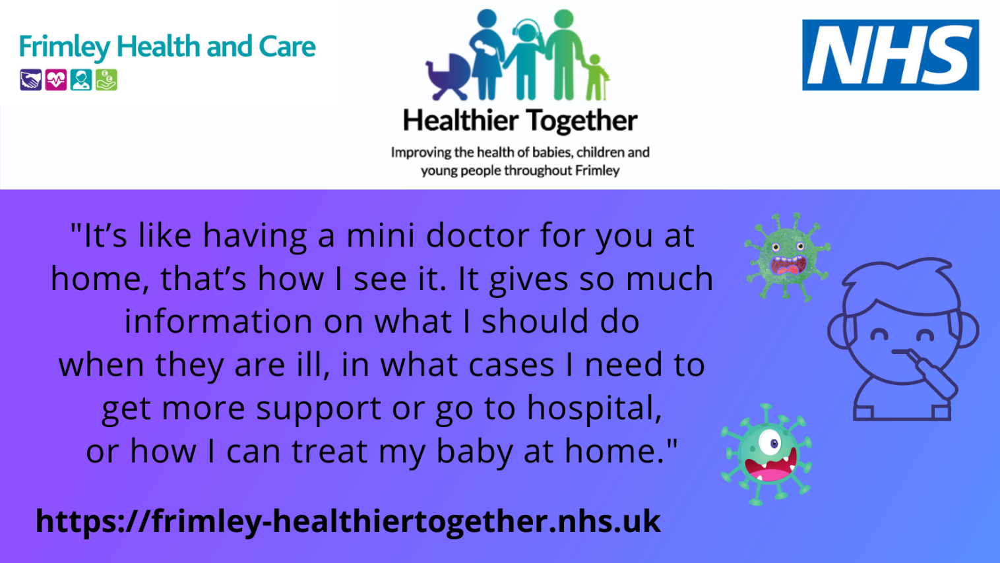 Frimley Health and Care
NHS
Healthier Together
Improving the health of babies, children and
young people throughout Frimley
"It’s like having a mini doctor for you at
home, that’s how I see it. It gives so much
information on what I should do
when they are ill, in what cases I need to
get more support or go to hospital,
or how I can treat my baby at home."
https://frimley-healthiertogether.nhs.uk